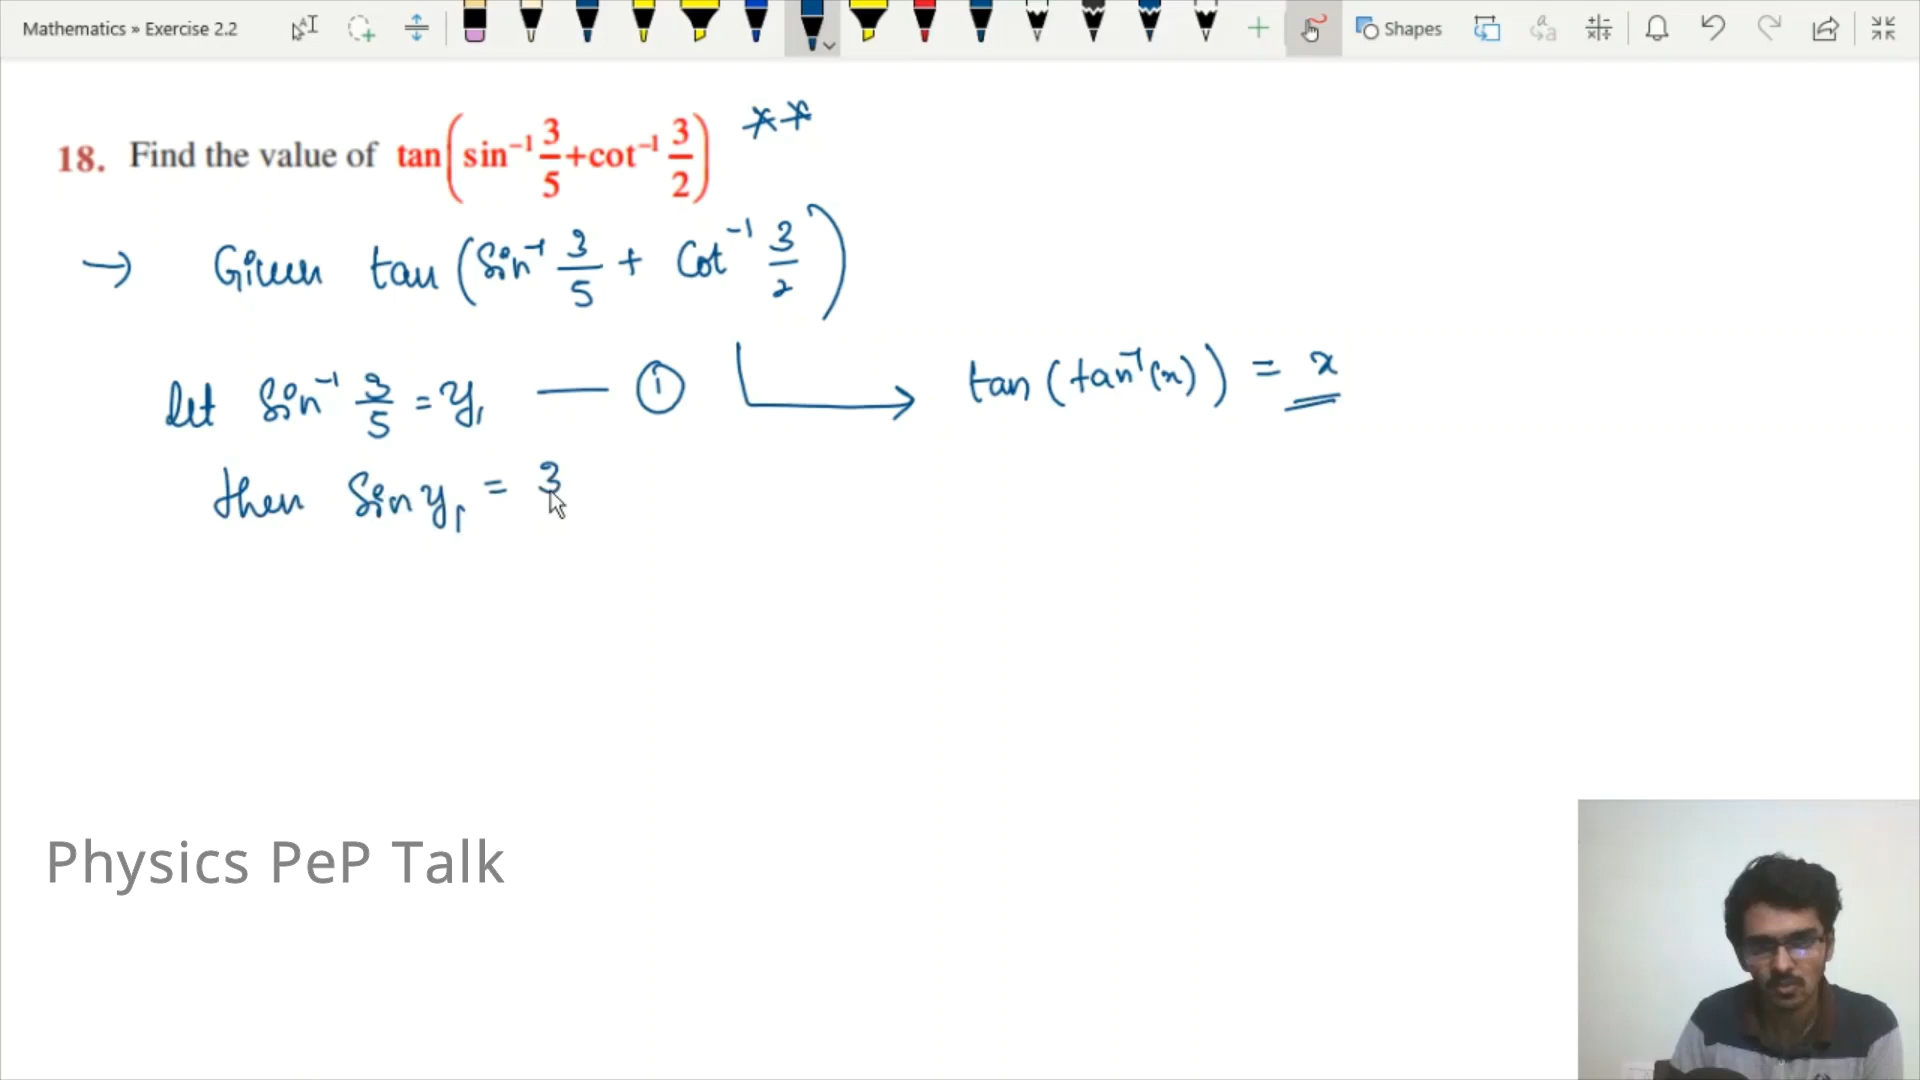 Mathematics » Exercise 2.2
Shapes
18. Find the value of tan(sin⁻¹ 3/5 + cot⁻¹ 3/2) **
→ Given tan (Sin⁻¹ 3/5 + Cot⁻¹ 3/2)
let Sin⁻¹ 3/5 = y₁ — ①
tan (tan⁻¹(x)) = x
then Sin y₁ = 3
Physics PeP Talk